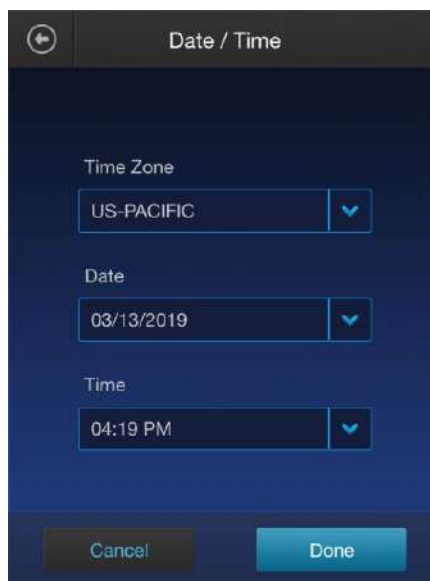 Date / Time
Time Zone
US-PACIFIC
Date
03/13/2019
Time
04:19 PM
Cancel
Done